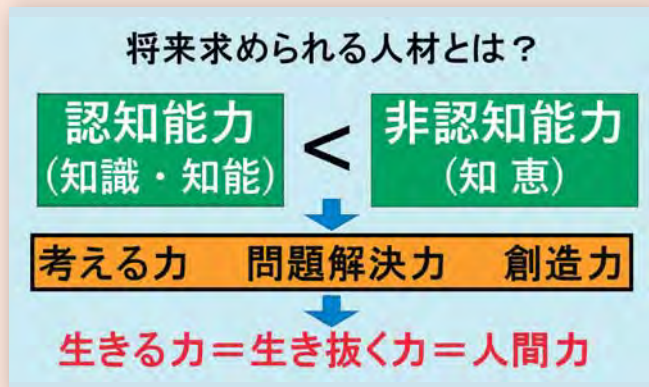 将来求められる人材とは?
認知能力
(知識・知能)
<
非認知能力
(知 恵)
考える力 問題解決力 創造力
生きる力=生き抜く力=人間力